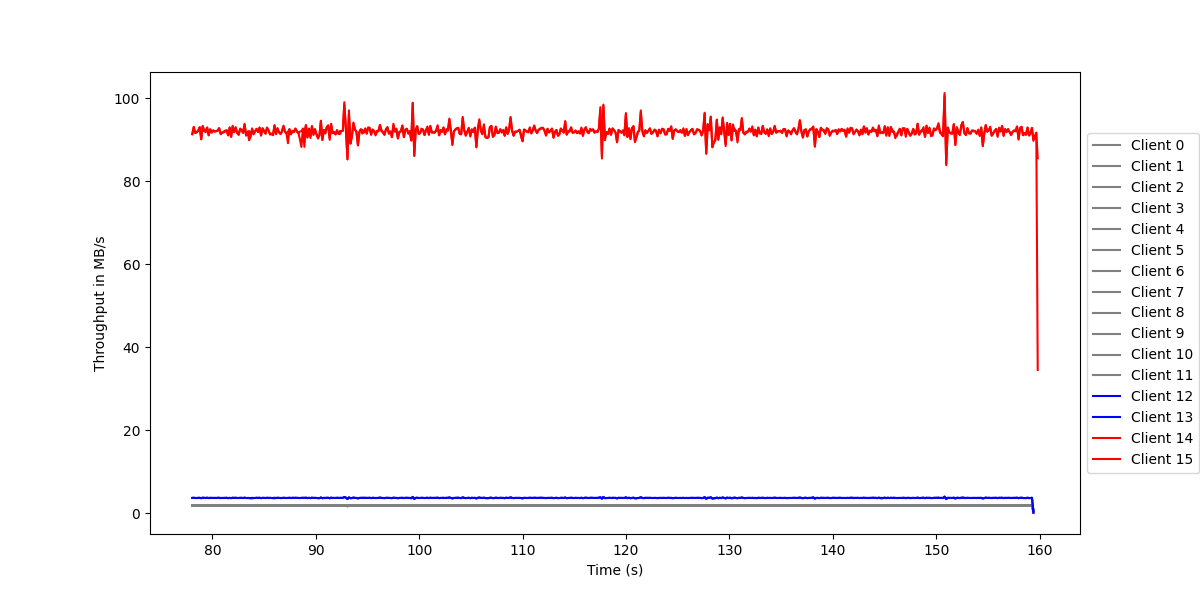 100
80
60
40
20
0
Throughput in MB/s
80 90 100 110 120 130 140 150 160
Time (s)
Client 0
Client 1
Client 2
Client 3
Client 4
Client 5
Client 6
Client 7
Client 8
Client 9
Client 10
Client 11
Client 12
Client 13
Client 14
Client 15